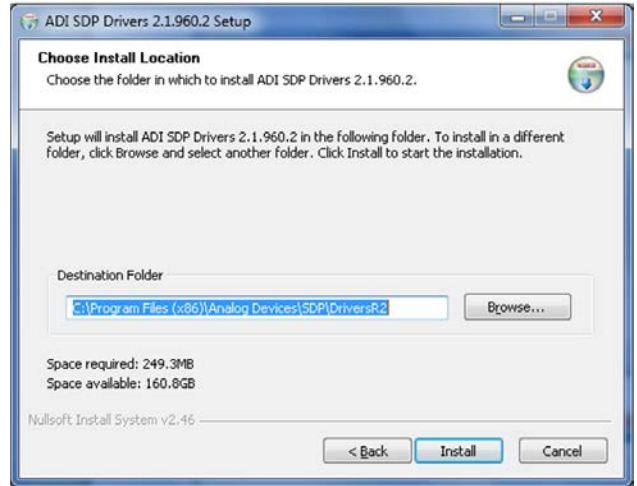 ADI SDP Drivers 2.1.960.2 Setup
Choose Install Location
Choose the folder in which to install ADI SDP Drivers 2.1.960.2.
Setup will install ADI SDP Drivers 2.1.960.2 in the following folder. To install in a different
folder, click Browse and select another folder. Click Install to start the installation.
Destination Folder
C:\Program Files (x86)\Analog Devices\SDP\DriversR2
Browse...
Space required: 249.3MB
Space available: 160.8GB
Nullsoft Install System v2.46
< Back
Install
Cancel